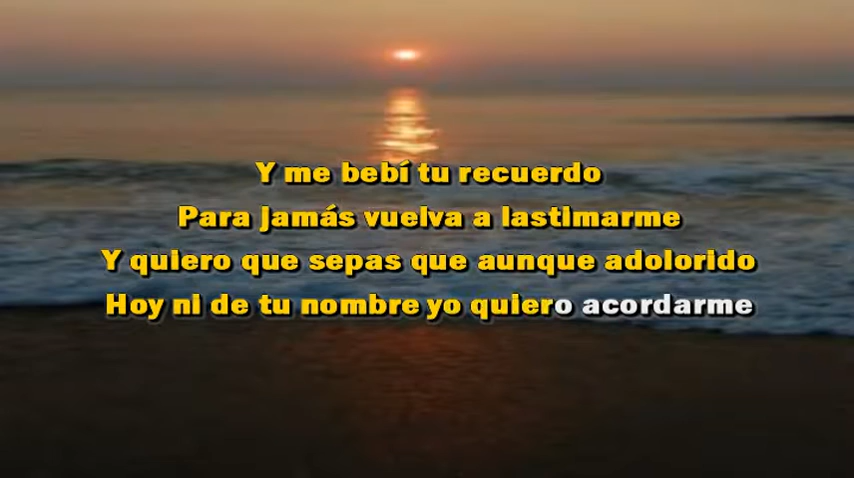 Y me bebí tu recuerdo
Para jamás vuelva a lastimarme
Y quiero que sepas que aunque adolorido
Hoy ni de tu nombre yo quiero acordarme